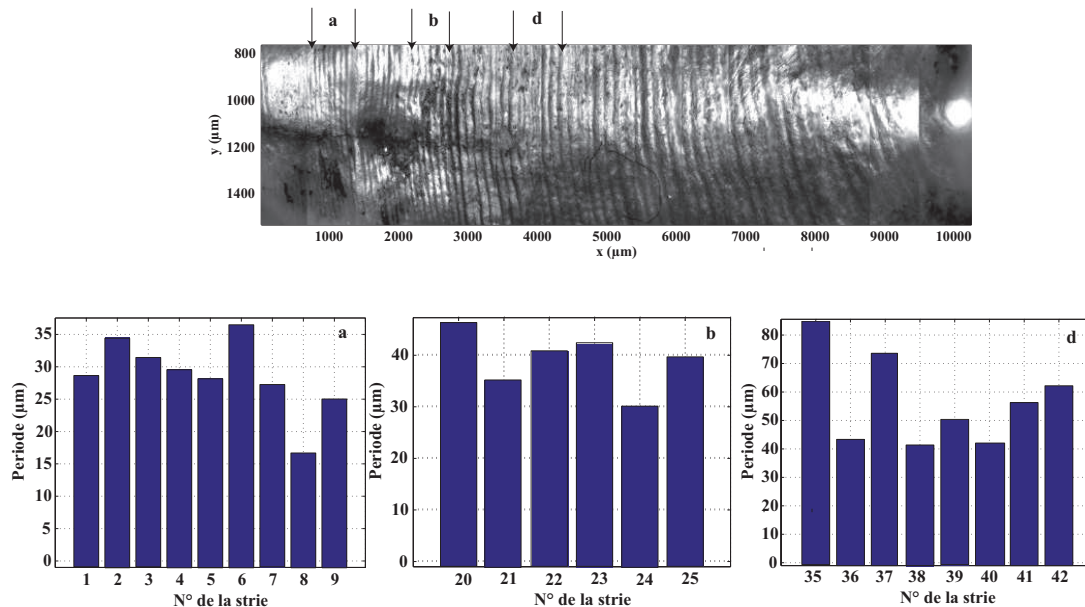 a b d
800
1000
1200
1400
y (µm)
1000 2000 3000 4000 5000 6000 7000 8000 9000 10000
x (µm)
a
35
30
25
20
15
10
5
0
Periode (µm)
1 2 3 4 5 6 7 8 9
N° de la strie
b
40
30
20
10
0
Periode (µm)
20 21 22 23 24 25
N° de la strie
d
80
70
60
50
40
30
20
10
0
Periode (µm)
35 36 37 38 39 40 41 42
N° de la strie